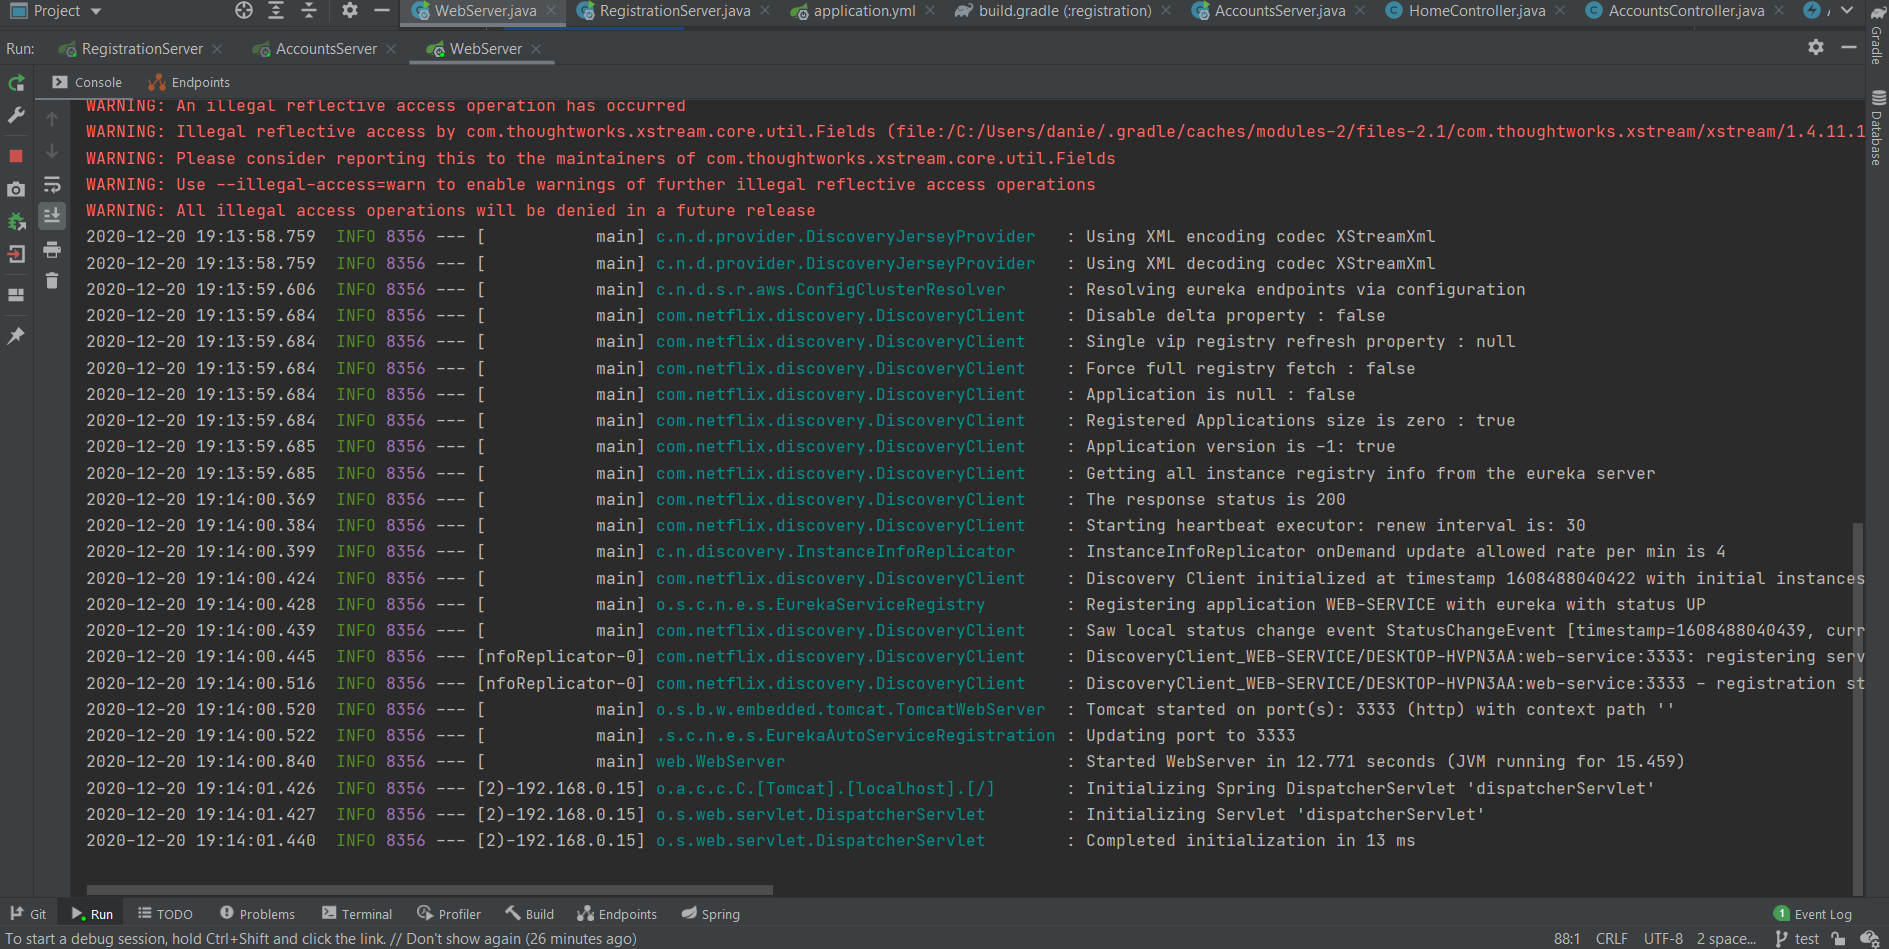 Project WebServer.java RegistrationServer.java application.yml build.gradle (:registration) AccountsServer.java HomeController.java AccountsController.java
Gradle
Database
Run: RegistrationServer AccountsServer WebServer
Console Endpoints
WARNING: An illegal reflective access operation has occurred
WARNING: Illegal reflective access by com.thoughtworks.xstream.core.util.Fields (file:/C:/Users/danie/.gradle/caches/modules-2/files-2.1/com.thoughtworks.xstream/xstream/1.4.11.1
WARNING: Please consider reporting this to the maintainers of com.thoughtworks.xstream.core.util.Fields
WARNING: Use --illegal-access=warn to enable warnings of further illegal reflective access operations
WARNING: All illegal access operations will be denied in a future release
2020-12-20 19:13:58.759 INFO 8356 --- [ main] c.n.d.provider.DiscoveryJerseyProvider : Using XML encoding codec XStreamXml
2020-12-20 19:13:58.759 INFO 8356 --- [ main] c.n.d.provider.DiscoveryJerseyProvider : Using XML decoding codec XStreamXml
2020-12-20 19:13:59.606 INFO 8356 --- [ main] c.n.d.s.r.aws.ConfigClusterResolver : Resolving eureka endpoints via configuration
2020-12-20 19:13:59.684 INFO 8356 --- [ main] com.netflix.discovery.DiscoveryClient : Disable delta property : false
2020-12-20 19:13:59.684 INFO 8356 --- [ main] com.netflix.discovery.DiscoveryClient : Single vip registry refresh property : null
2020-12-20 19:13:59.684 INFO 8356 --- [ main] com.netflix.discovery.DiscoveryClient : Force full registry fetch : false
2020-12-20 19:13:59.684 INFO 8356 --- [ main] com.netflix.discovery.DiscoveryClient : Application is null : false
2020-12-20 19:13:59.684 INFO 8356 --- [ main] com.netflix.discovery.DiscoveryClient : Registered Applications size is zero : true
2020-12-20 19:13:59.685 INFO 8356 --- [ main] com.netflix.discovery.DiscoveryClient : Application version is -1: true
2020-12-20 19:13:59.685 INFO 8356 --- [ main] com.netflix.discovery.DiscoveryClient : Getting all instance registry info from the eureka server
2020-12-20 19:14:00.369 INFO 8356 --- [ main] com.netflix.discovery.DiscoveryClient : The response status is 200
2020-12-20 19:14:00.384 INFO 8356 --- [ main] com.netflix.discovery.DiscoveryClient : Starting heartbeat executor: renew interval is: 30
2020-12-20 19:14:00.399 INFO 8356 --- [ main] c.n.discovery.InstanceInfoReplicator : InstanceInfoReplicator onDemand update allowed rate per min is 4
2020-12-20 19:14:00.424 INFO 8356 --- [ main] com.netflix.discovery.DiscoveryClient : Discovery Client initialized at timestamp 1608488040422 with initial instances
2020-12-20 19:14:00.428 INFO 8356 --- [ main] o.s.c.n.e.s.EurekaServiceRegistry : Registering application WEB-SERVICE with eureka with status UP
2020-12-20 19:14:00.439 INFO 8356 --- [ main] com.netflix.discovery.DiscoveryClient : Saw local status change event StatusChangeEvent [timestamp=1608488040439, curr
2020-12-20 19:14:00.445 INFO 8356 --- [nfoReplicator-0] com.netflix.discovery.DiscoveryClient : DiscoveryClient_WEB-SERVICE/DESKTOP-HVPN3AA:web-service:3333: registering serv
2020-12-20 19:14:00.516 INFO 8356 --- [nfoReplicator-0] com.netflix.discovery.DiscoveryClient : DiscoveryClient_WEB-SERVICE/DESKTOP-HVPN3AA:web-service:3333 - registration st
2020-12-20 19:14:00.520 INFO 8356 --- [ main] o.s.b.w.embedded.tomcat.TomcatWebServer : Tomcat started on port(s): 3333 (http) with context path ''
2020-12-20 19:14:00.522 INFO 8356 --- [ main] .s.c.n.e.s.EurekaAutoServiceRegistration : Updating port to 3333
2020-12-20 19:14:00.840 INFO 8356 --- [ main] web.WebServer : Started WebServer in 12.771 seconds (JVM running for 15.459)
2020-12-20 19:14:01.426 INFO 8356 --- [2)-192.168.0.15] o.a.c.c.C.[Tomcat].[localhost].[/] : Initializing Spring DispatcherServlet 'dispatcherServlet'
2020-12-20 19:14:01.427 INFO 8356 --- [2)-192.168.0.15] o.s.web.servlet.DispatcherServlet : Initializing Servlet 'dispatcherServlet'
2020-12-20 19:14:01.440 INFO 8356 --- [2)-192.168.0.15] o.s.web.servlet.DispatcherServlet : Completed initialization in 13 ms
Git Run TODO Problems Terminal Profiler Build Endpoints Spring 1 Event Log
To start a debug session, hold Ctrl+Shift and click the link. // Don't show again (26 minutes ago) 88:1 CRLF UTF-8 2 space... test